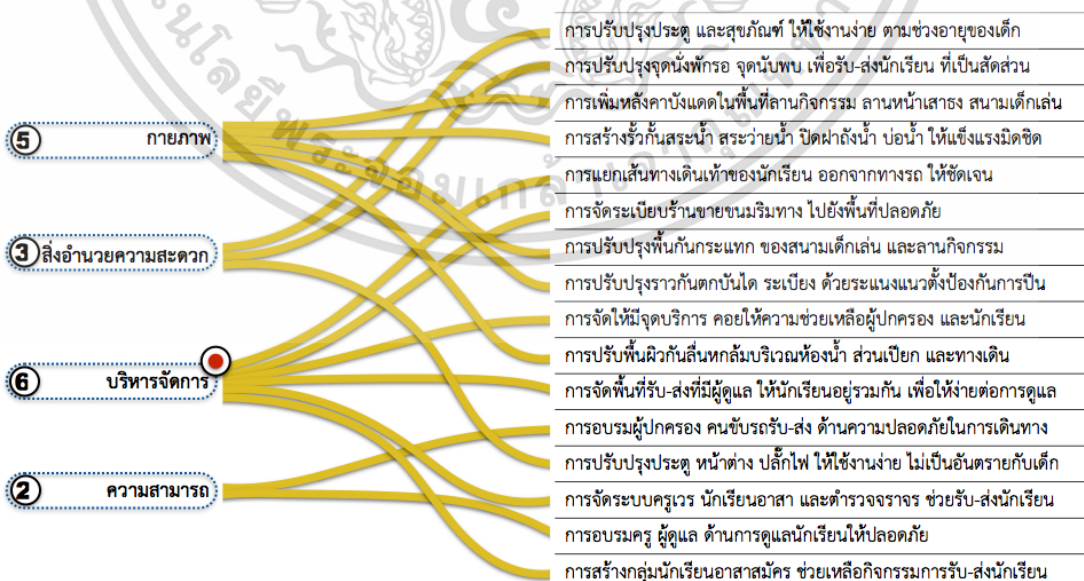 การปรับปรุงประตู และสุขภัณฑ์ ให้ใช้งานง่าย ตามช่วงอายุของเด็ก
การปรับปรุงจุดนั่งพักรอ จุดนับพบ เพื่อรับ-ส่งนักเรียน ที่เป็นสัดส่วน
การเพิ่มหลังคาบังแดดในพื้นที่ลานกิจกรรม ลานหน้าเสาธง สนามเด็กเล่น
5 กายภาพ
การสร้างรั้วกั้นสระน้ำ สระว่ายน้ำ ปิดฝาถังน้ำ บ่อน้ำ ให้แข็งแรงมิดชิด
การแยกเส้นทางเดินเท้าของนักเรียน ออกจากทางรถ ให้ชัดเจน
การจัดระเบียบร้านขายขนมริมทาง ไปยังพื้นที่ปลอดภัย
3 สิ่งอำนวยความสะดวก
การปรับปรุงพื้นกันกระแทก ของสนามเด็กเล่น และลานกิจกรรม
การปรับปรุงราวกันตกบันได ระเบียง ด้วยระแนงแนวตั้งป้องกันการปีน
การจัดให้มีจุดบริการ คอยให้ความช่วยเหลือผู้ปกครอง และนักเรียน
การปรับพื้นผิวกันลื่นหกล้มบริเวณห้องน้ำ ส่วนเปียก และทางเดิน
6 บริหารจัดการ
การจัดพื้นที่รับ-ส่งที่มีผู้ดูแล ให้นักเรียนอยู่รวมกัน เพื่อให้ง่ายต่อการดูแล
การอบรมผู้ปกครอง คนขับรถรับ-ส่ง ด้านความปลอดภัยในการเดินทาง
การปรับปรุงประตู หน้าต่าง ปลั๊กไฟ ให้ใช้งานง่าย ไม่เป็นอันตรายกับเด็ก
2 ความสามารถ
การจัดระบบครูเวร นักเรียนอาสา และตำรวจจราจร ช่วยรับ-ส่งนักเรียน
การอบรมครู ผู้ดูแล ด้านการดูแลนักเรียนให้ปลอดภัย
การสร้างกลุ่มนักเรียนอาสาสมัคร ช่วยเหลือกิจกรรมการรับ-ส่งนักเรียน